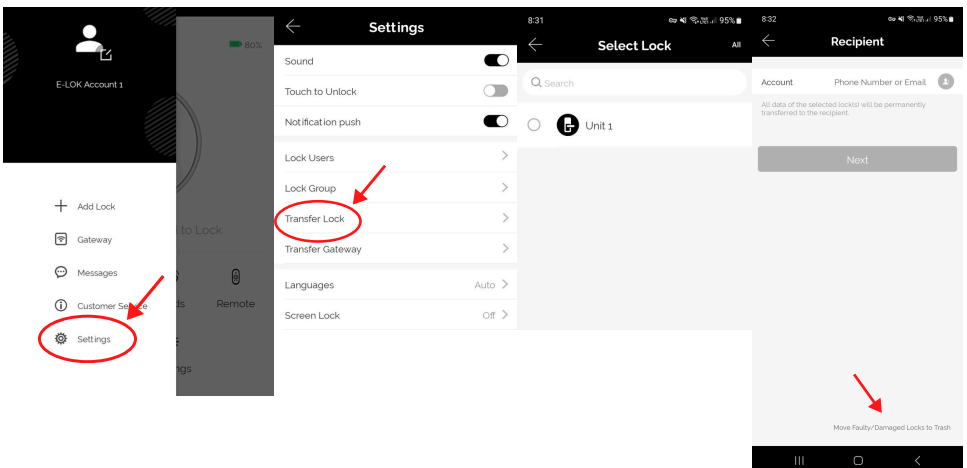 E-LOK Account 1
Add Lock
Gateway
Messages
Customer Service
Settings
80%
to Lock
ds
Remote
ngs
Settings
Sound
Touch to Unlock
Notification push
Lock Users
Lock Group
Transfer Lock
Transfer Gateway
Languages Auto
Screen Lock Off
8:31 95%
Select Lock All
Search
Unit 1
8:32 95%
Recipient
Account Phone Number or Email
All data of the selected lock(s) will be permanently
transferred to the recipient.
Next
Move Faulty/Damaged Locks to Trash